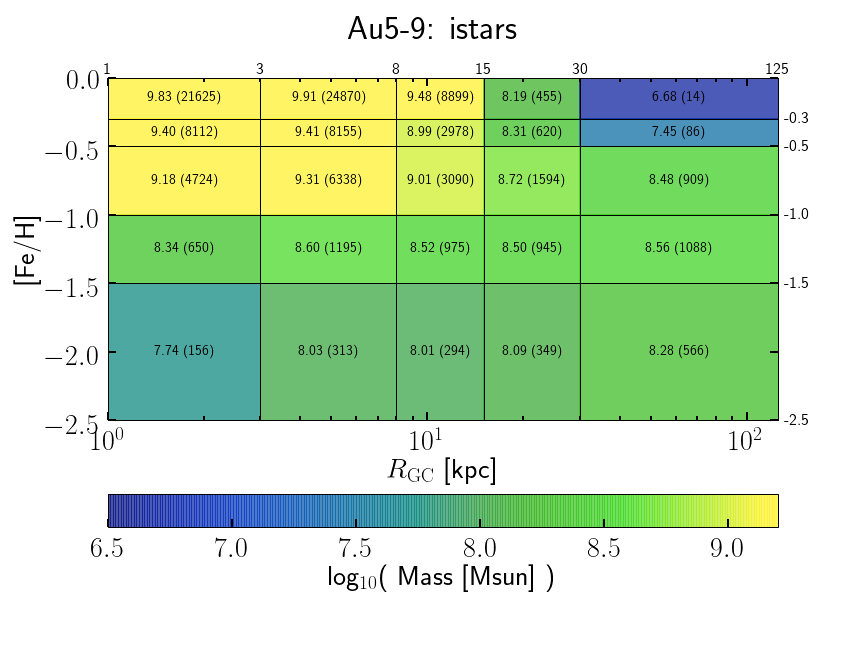 Au5-9: istars
1 3 8 15 30 125
0.0
9.83 (21625) 9.91 (24870) 9.48 (8899) 8.19 (455) 6.68 (14)
-0.3
9.40 (8112) 9.41 (8155) 8.99 (2978) 8.31 (620) 7.45 (86)
−0.5 -0.5
9.18 (4724) 9.31 (6338) 9.01 (3090) 8.72 (1594) 8.48 (909)
−1.0 -1.0
[Fe/H]
8.34 (650) 8.60 (1195) 8.52 (975) 8.50 (945) 8.56 (1088)
−1.5 -1.5
7.74 (156) 8.03 (313) 8.01 (294) 8.09 (349) 8.28 (566)
−2.0
−2.5 -2.5
10⁰ 10¹ 10²
R_GC [kpc]
6.5 7.0 7.5 8.0 8.5 9.0
log₁₀( Mass [Msun] )